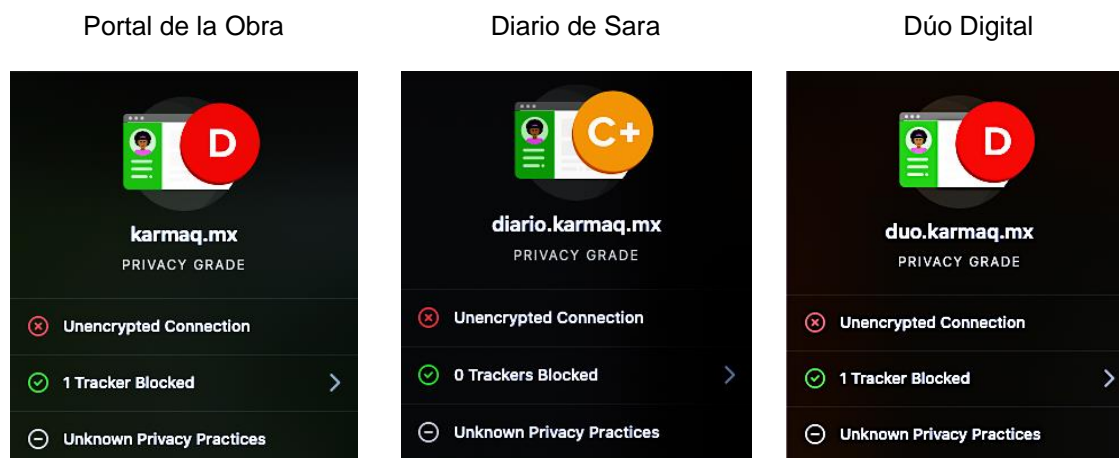 Portal de la Obra
D
karmaq.mx
PRIVACY GRADE
Unencrypted Connection
1 Tracker Blocked
Unknown Privacy Practices
Diario de Sara
C+
diario.karmaq.mx
PRIVACY GRADE
Unencrypted Connection
0 Trackers Blocked
Unknown Privacy Practices
Dúo Digital
D
duo.karmaq.mx
PRIVACY GRADE
Unencrypted Connection
1 Tracker Blocked
Unknown Privacy Practices